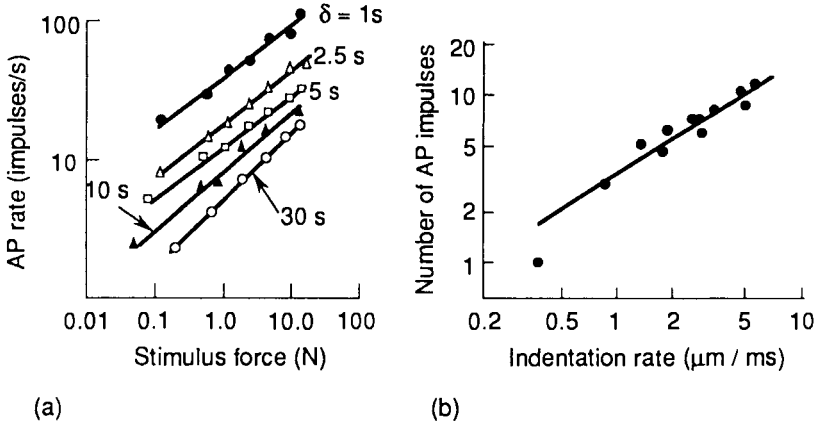 AP rate (impulses/s)
100
10
δ = 1s
2.5 s
5 s
10 s
30 s
0.01 0.1 1.0 10.0 100
Stimulus force (N)
(a)
Number of AP impulses
20
10
5
2
1
0.2 0.5 1 2 5 10
Indentation rate (μm / ms)
(b)